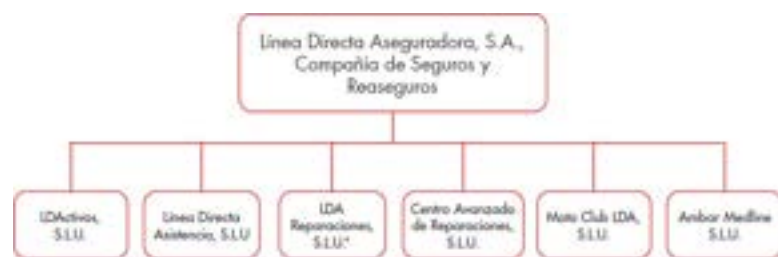 Línea Directa Aseguradora, S.A.,
Compañía de Seguros y
Reaseguros
LDActivos,
S.L.U.
Línea Directa
Asistencia, S.L.U
LDA
Reparaciones,
S.L.U.*
Centro Avanzado
de Reparaciones,
S.L.U.
Moto Club LDA,
S.L.U.
Ambar Medline
S.L.U.